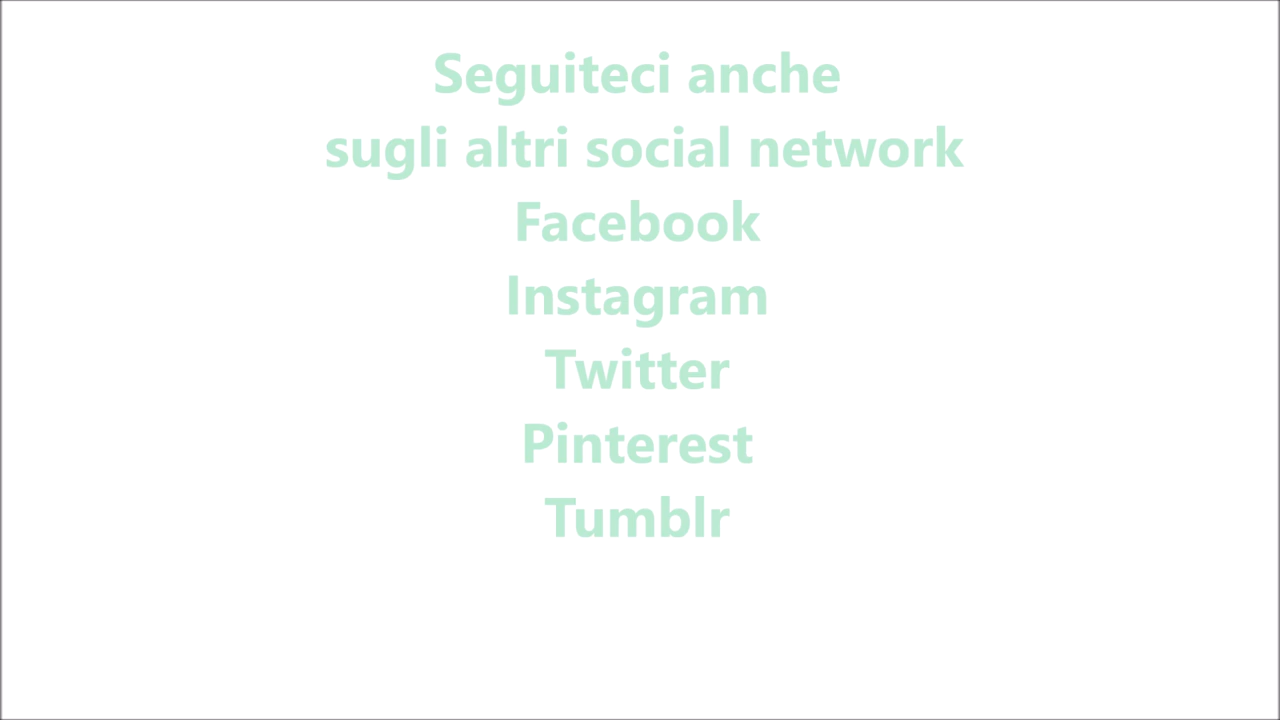 Seguiteci anche
sugli altri social network
Facebook
Instagram
Twitter
Pinterest
Tumblr